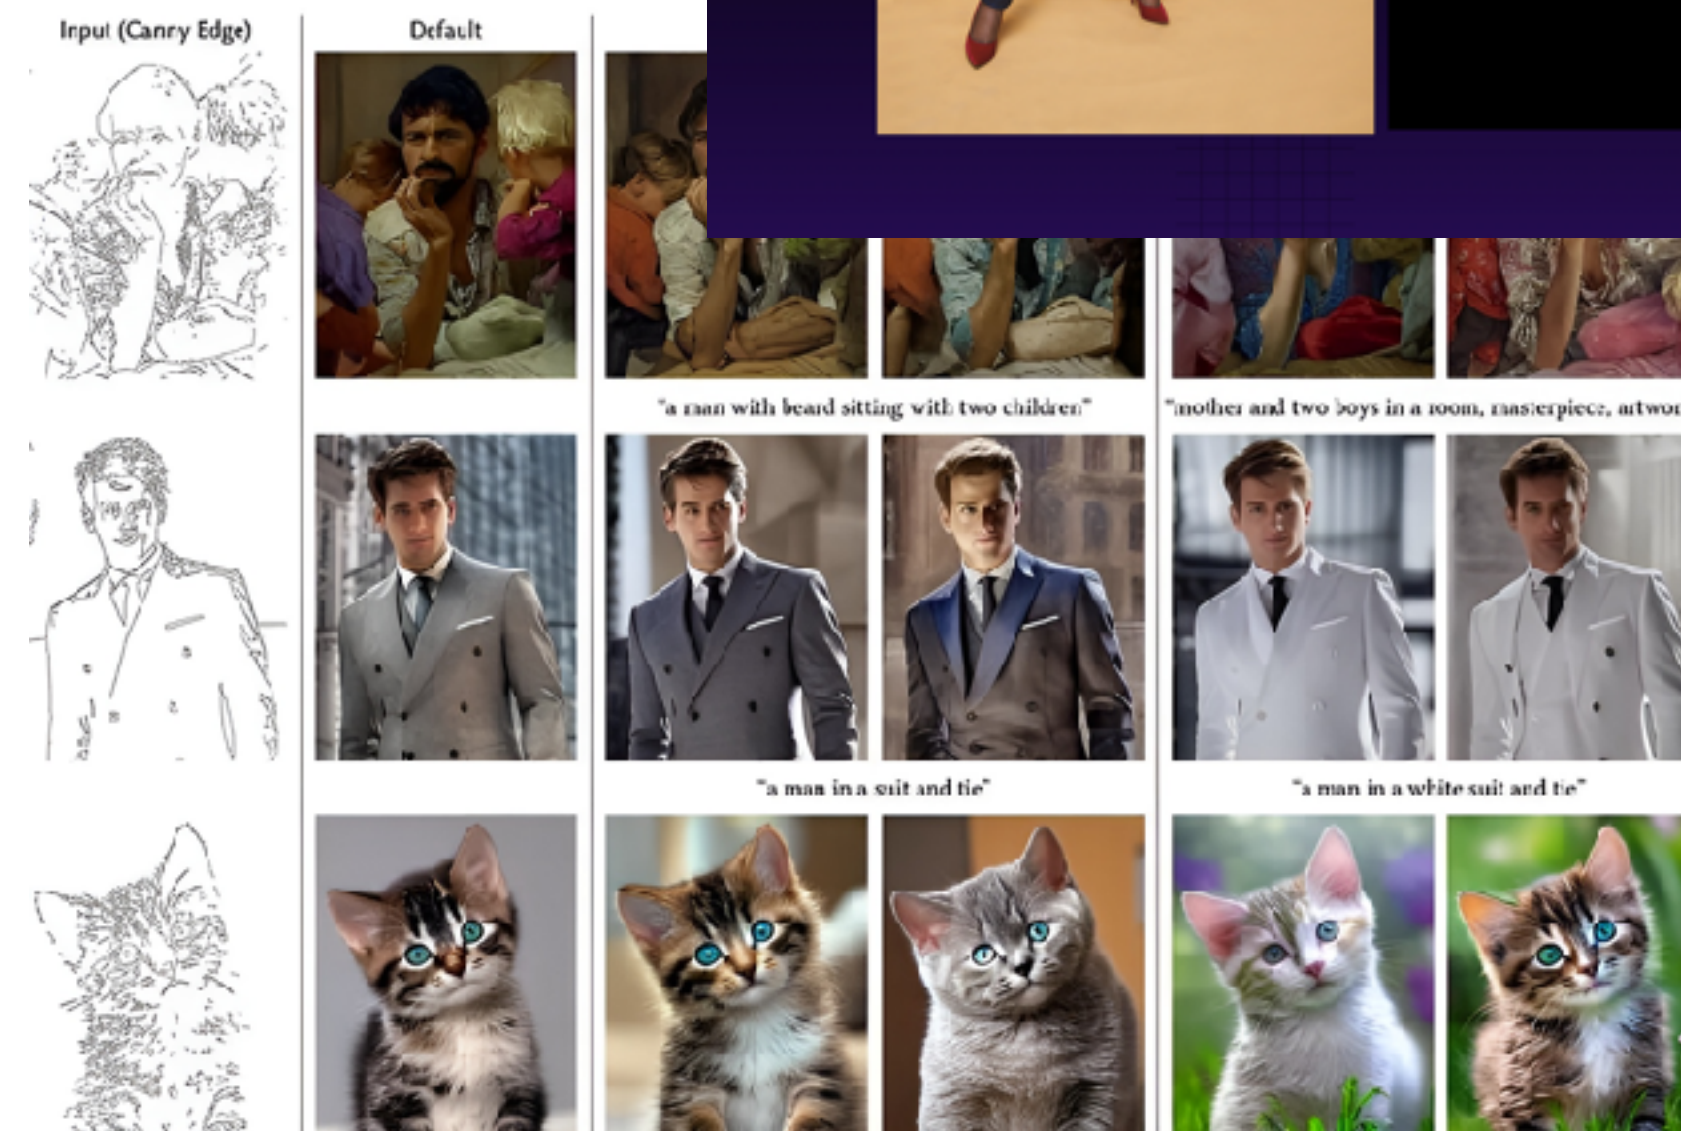 Input (Canny Edge)
Default
"a man with beard sitting with two children"
"mother and two boys in a room, masterpiece, artwor
"a man in a suit and tie"
"a man in a white suit and tie"